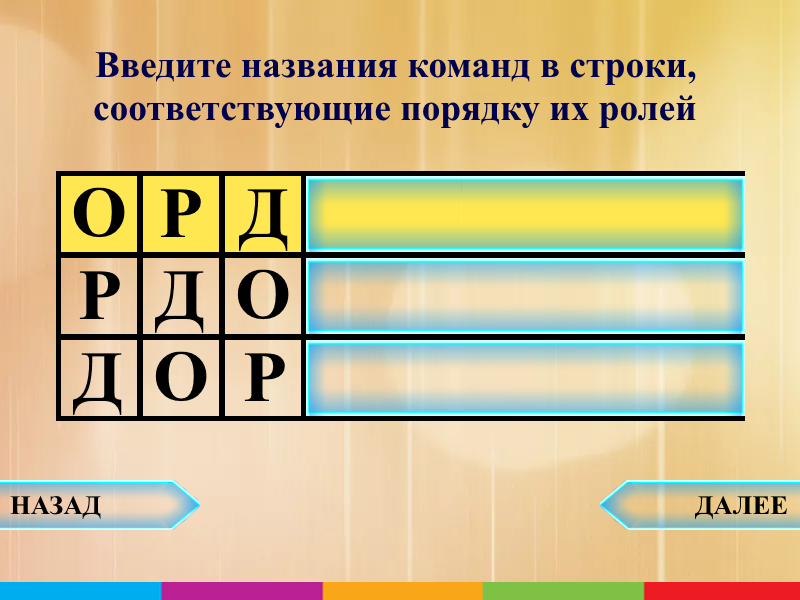 Введите названия команд в строки,
соответствующие порядку их ролей
О Р Д
Р Д О
Д О Р
НАЗАД
ДАЛЕЕ